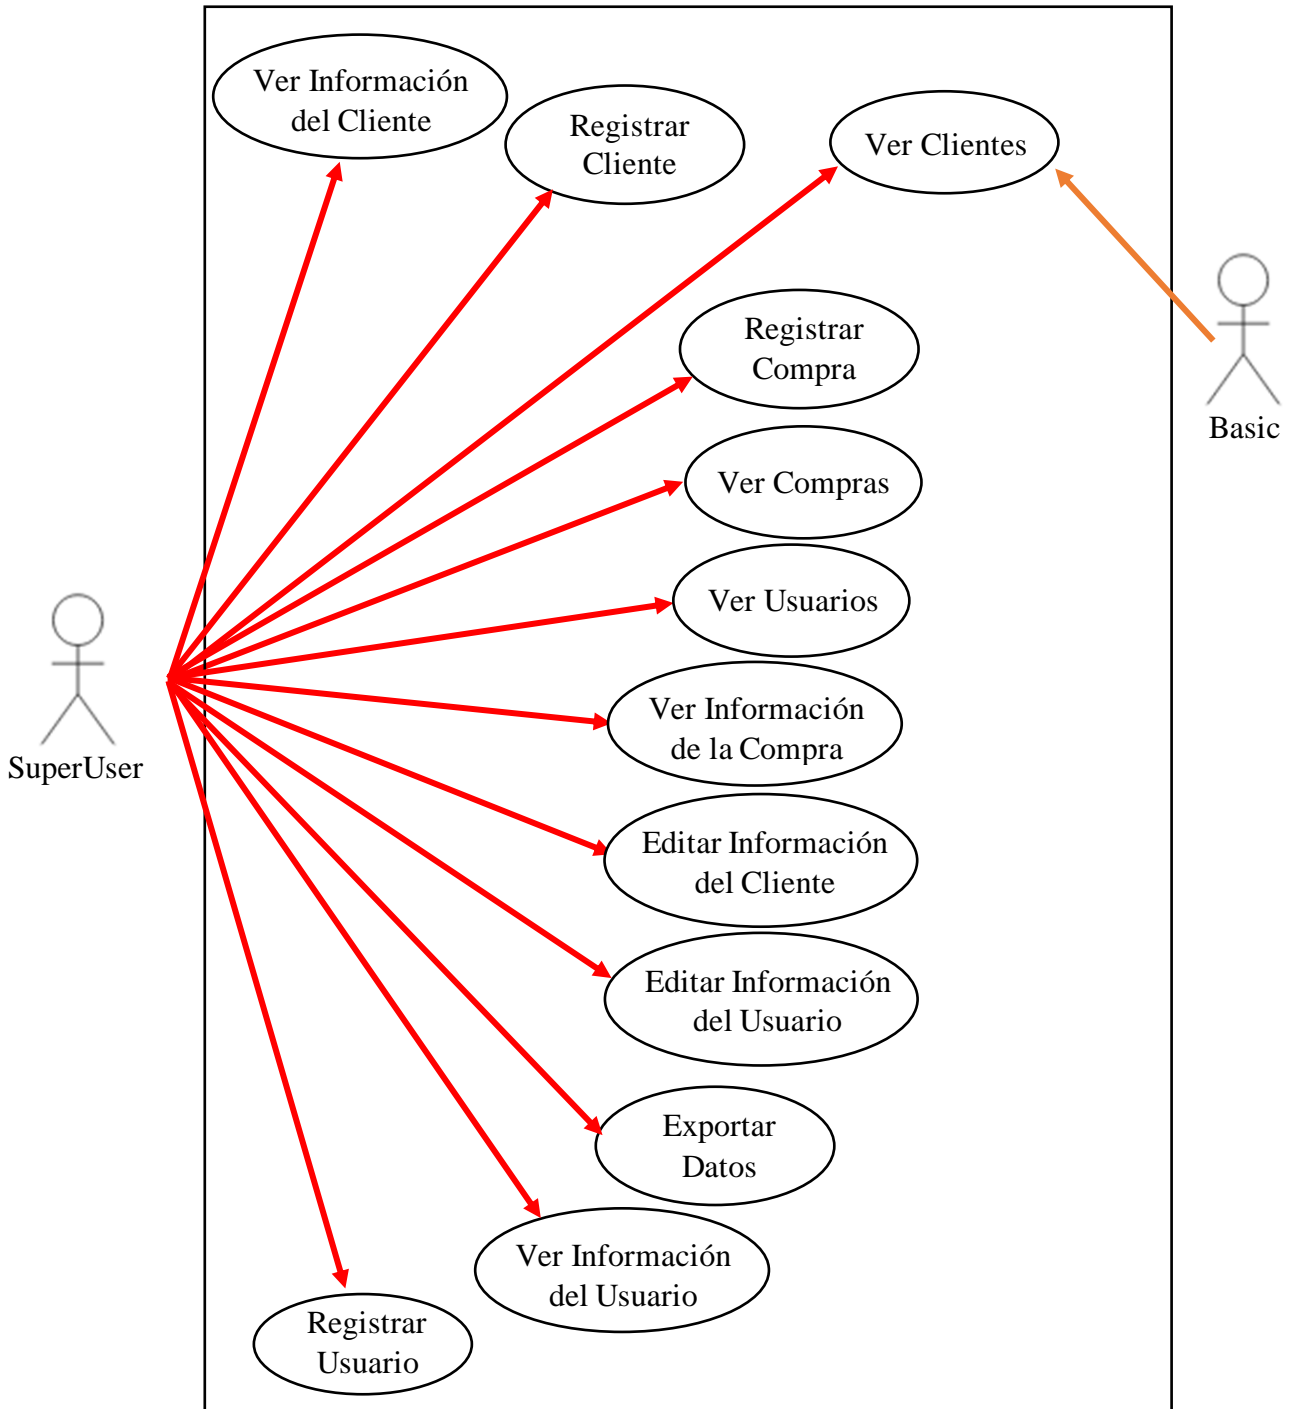 Ver Información
del Cliente
Registrar
Cliente
Ver Clientes
Registrar
Compra
Basic
Ver Compras
Ver Usuarios
Ver Información
de la Compra
SuperUser
Editar Información
del Cliente
Editar Información
del Usuario
Exportar
Datos
Ver Información
del Usuario
Registrar
Usuario